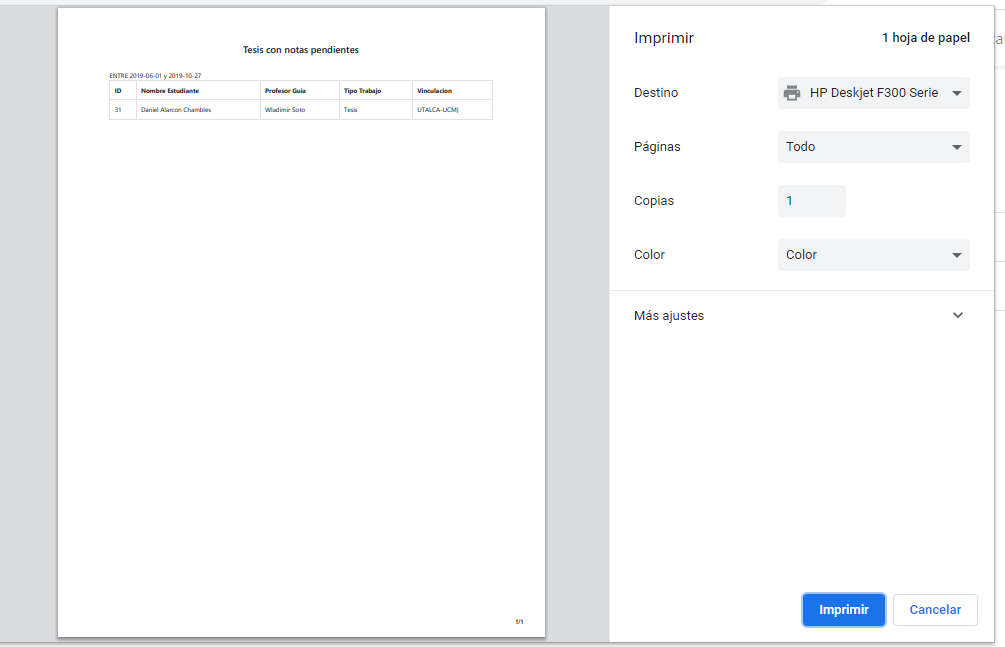 Tesis con notas pendientes
ENTRE 2019-06-01 y 2019-10-27
ID Nombre Estudiante Profesor Guia Tipo Trabajo Vinculacion
31 Daniel Alarcon Chambles Wladimir Soto Tesis UTALCA-UCM)
1/1
Imprimir 1 hoja de papel
Destino HP Deskjet F300 Serie
Páginas Todo
Copias 1
Color Color
Más ajustes
Imprimir Cancelar